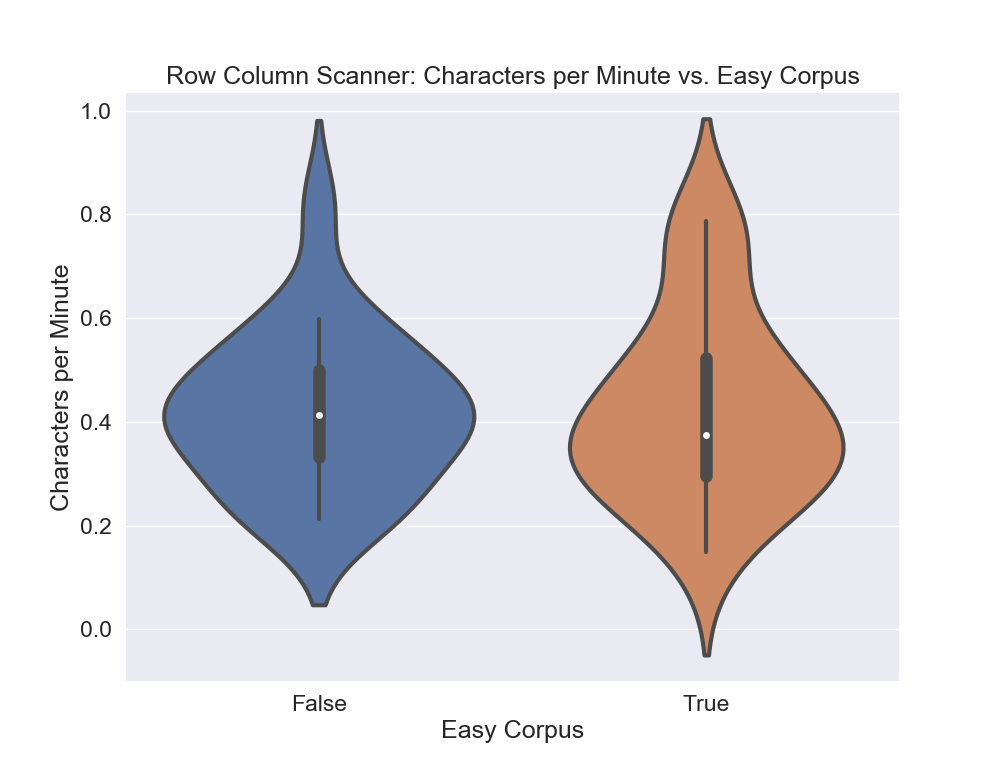 Row Column Scanner: Characters per Minute vs. Easy Corpus
1.0
0.8
0.6
0.4
0.2
0.0
Characters per Minute
False
True
Easy Corpus